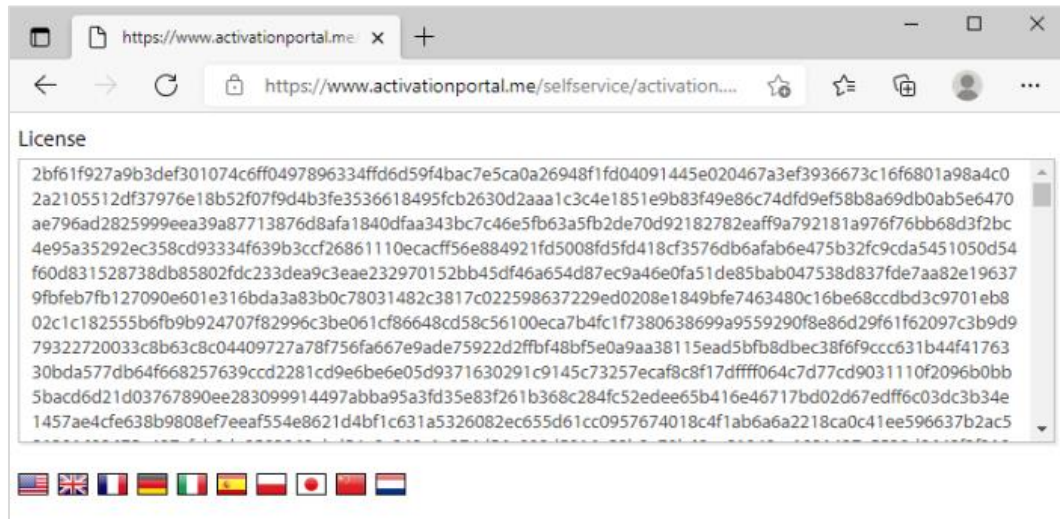 https://www.activationportal.me
https://www.activationportal.me/selfservice/activation....
License
2bf61f927a9b3def301074c6ff0497896334ffd6d59f4bac7e5ca0a26948f1fd04091445e020467a3ef3936673c16f6801a98a4c0
2a2105512df37976e18b52f07f9d4b3fe3536618495fcb2630d2aaa1c3c4e1851e9b83f49e86c74dfd9ef58b8a69db0ab5e6470
ae796ad2825999eea39a87713876d8afa1840dfaa343bc7c46e5fb63a5fb2de70d92182782eaff9a792181a976f76bb68d3f2bc
4e95a35292ec358cd93334f639b3ccf26861110ecacff56e884921fd5008fd5fd418cf3576db6afab6e475b32fc9cda5451050d54
f60d831528738db85802fdc233dea9c3eae232970152bb45df46a654d87ec9a46e0fa51de85bab047538d837fde7aa82e19637
9fbfeb7fb127090e601e316bda3a83b0c78031482c3817c022598637229ed0208e1849bfe7463480c16be68ccdbd3c9701eb8
02c1c182555b6fb9b924707f82996c3be061cf86648cd58c56100eca7b4fc1f7380638699a9559290f8e86d29f61f62097c3b9d9
79322720033c8b63c8c04409727a78f756fa667e9ade75922d2ffbf48bf5e0a9aa38115ead5bfb8dbec38f6f9ccc631b44f41763
30bda577db64f668257639ccd2281cd9e6be6e05d9371630291c9145c73257ecaf8c8f17dffff064c7d77cd9031110f2096b0bb
5bacd6d21d03767890ee283099914497abba95a3fd35e83f261b368c284fc52edee65b416e46717bd02d67edff6c03dc3b34e
1457ae4cfe638b9808ef7eeaf554e8621d4bf1c631a5326082ec655d61cc0957674018c4f1ab6a6a2218ca0c41ee596637b2ac5